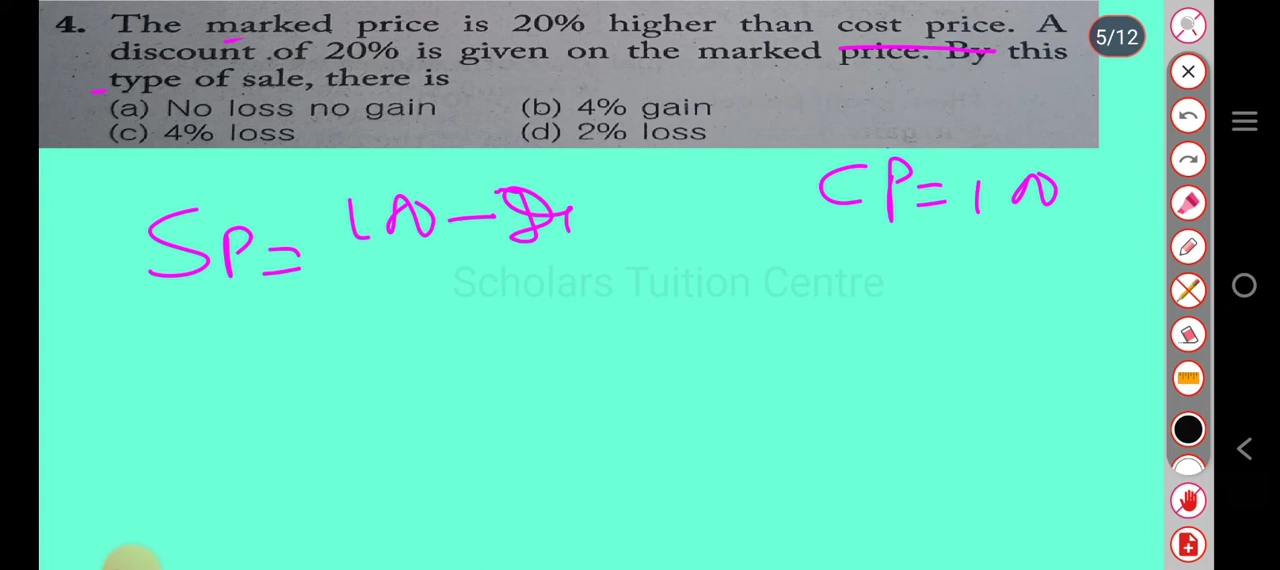 4. The marked price is 20% higher than cost price. A
discount of 20% is given on the marked price. By this
type of sale, there is
(a) No loss no gain (b) 4% gain
(c) 4% loss (d) 2% loss
5/12
CP=
SP=
Scholars Tuition Centre